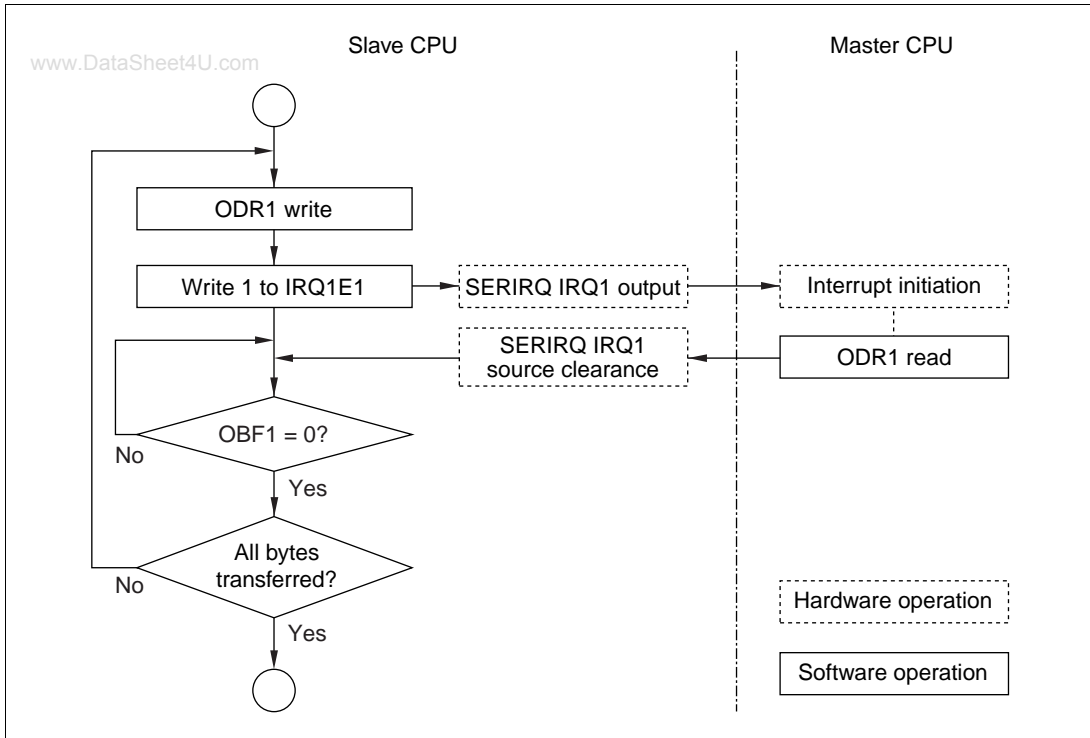 Slave CPU
Master CPU
www.DataSheet4U.com
ODR1 write
Write 1 to IRQ1E1
SERIRQ IRQ1 output
Interrupt initiation
SERIRQ IRQ1
source clearance
ODR1 read
OBF1 = 0?
No
Yes
All bytes
transferred?
No
Yes
Hardware operation
Software operation